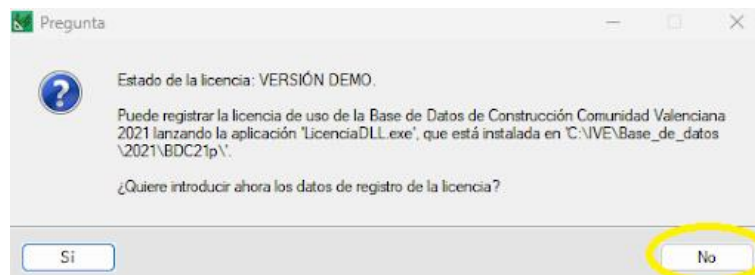 Pregunta
Estado de la licencia: VERSIÓN DEMO.
Puede registrar la licencia de uso de la Base de Datos de Construcción Comunidad Valenciana
2021 lanzando la aplicación 'LicenciaDLL.exe', que está instalada en 'C:\IVE\Base_de_datos
\2021\BDC21p\'.
¿Quiere introducir ahora los datos de registro de la licencia?
Si
No